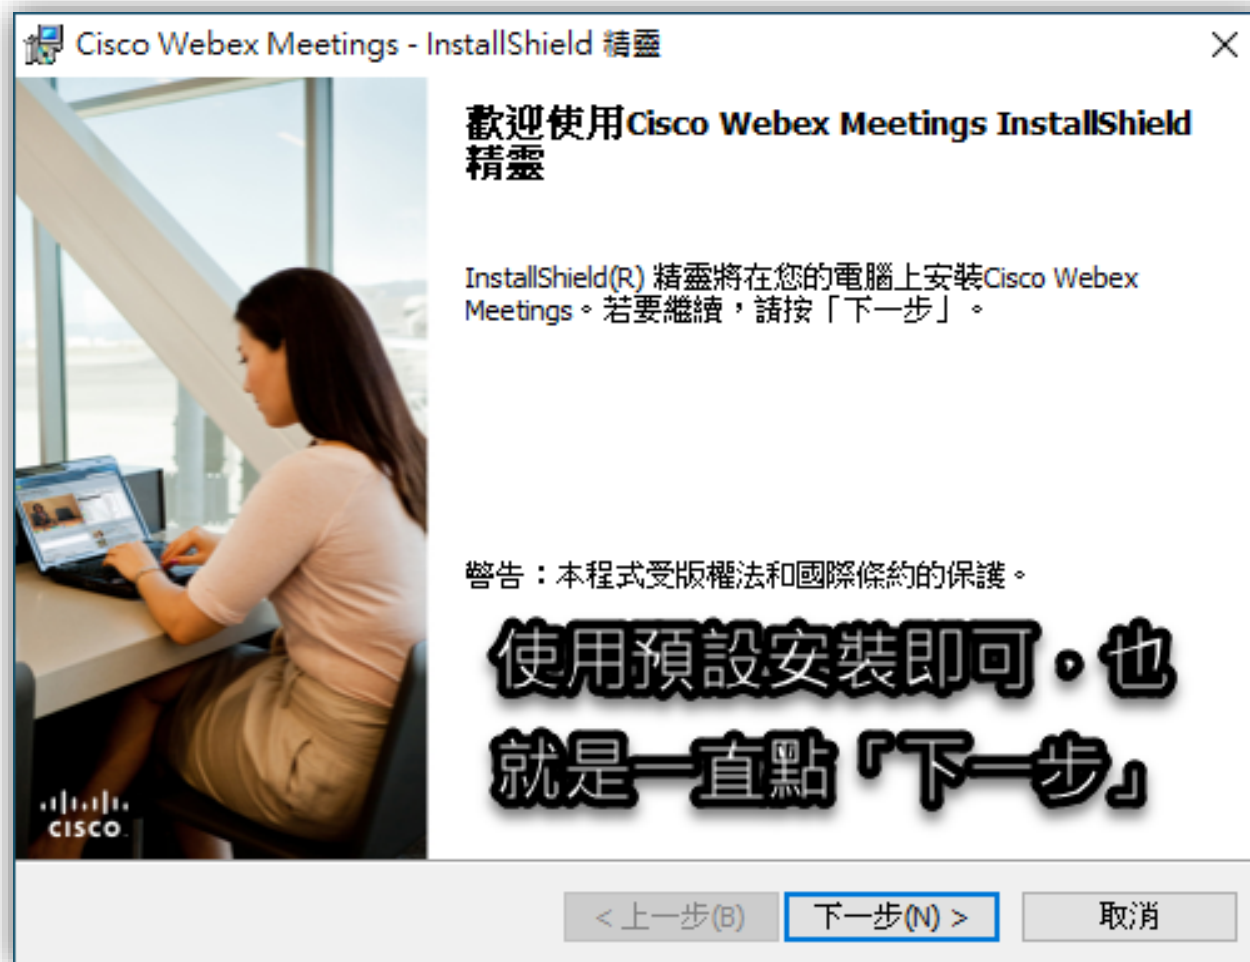 Cisco Webex Meetings - InstallShield 精靈
歡迎使用Cisco Webex Meetings InstallShield
精靈
InstallShield(R) 精靈將在您的電腦上安裝Cisco Webex
Meetings。若要繼續，請按「下一步」。
警告：本程式受版權法和國際條約的保護。
使用預設安裝即可。也
就是一直點「下一步」
CISCO
< 上一步(B)
下一步(N) >
取消